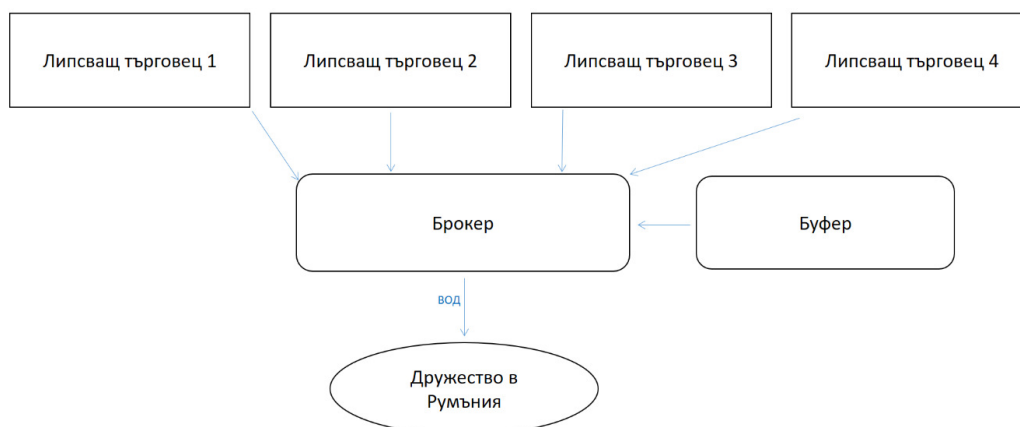 Липсващ търговец 1
Липсващ търговец 2
Липсващ търговец 3
Липсващ търговец 4
Брокер
Буфер
ВОД
Дружество в
Румъния